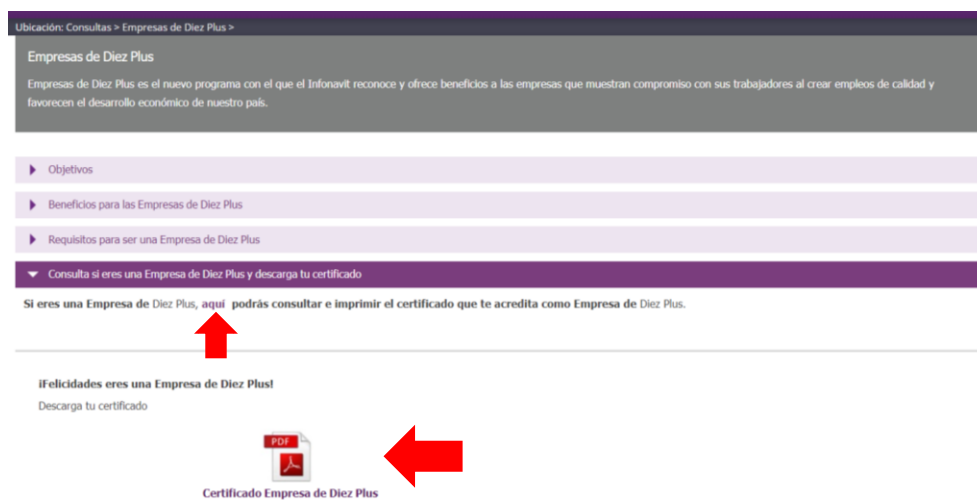 Ubicación: Consultas > Empresas de Diez Plus >
Empresas de Diez Plus
Empresas de Diez Plus es el nuevo programa con el que el Infonavit reconoce y ofrece beneficios a las empresas que muestran compromiso con sus trabajadores al crear empleos de calidad y
favorecen el desarrollo económico de nuestro país.
Objetivos
Beneficios para las Empresas de Diez Plus
Requisitos para ser una Empresa de Diez Plus
Consulta si eres una Empresa de Diez Plus y descarga tu certificado
Si eres una Empresa de Diez Plus, aquí podrás consultar e imprimir el certificado que te acredita como Empresa de Diez Plus.
¡Felicidades eres una Empresa de Diez Plus!
Descarga tu certificado
PDF
Certificado Empresa de Diez Plus